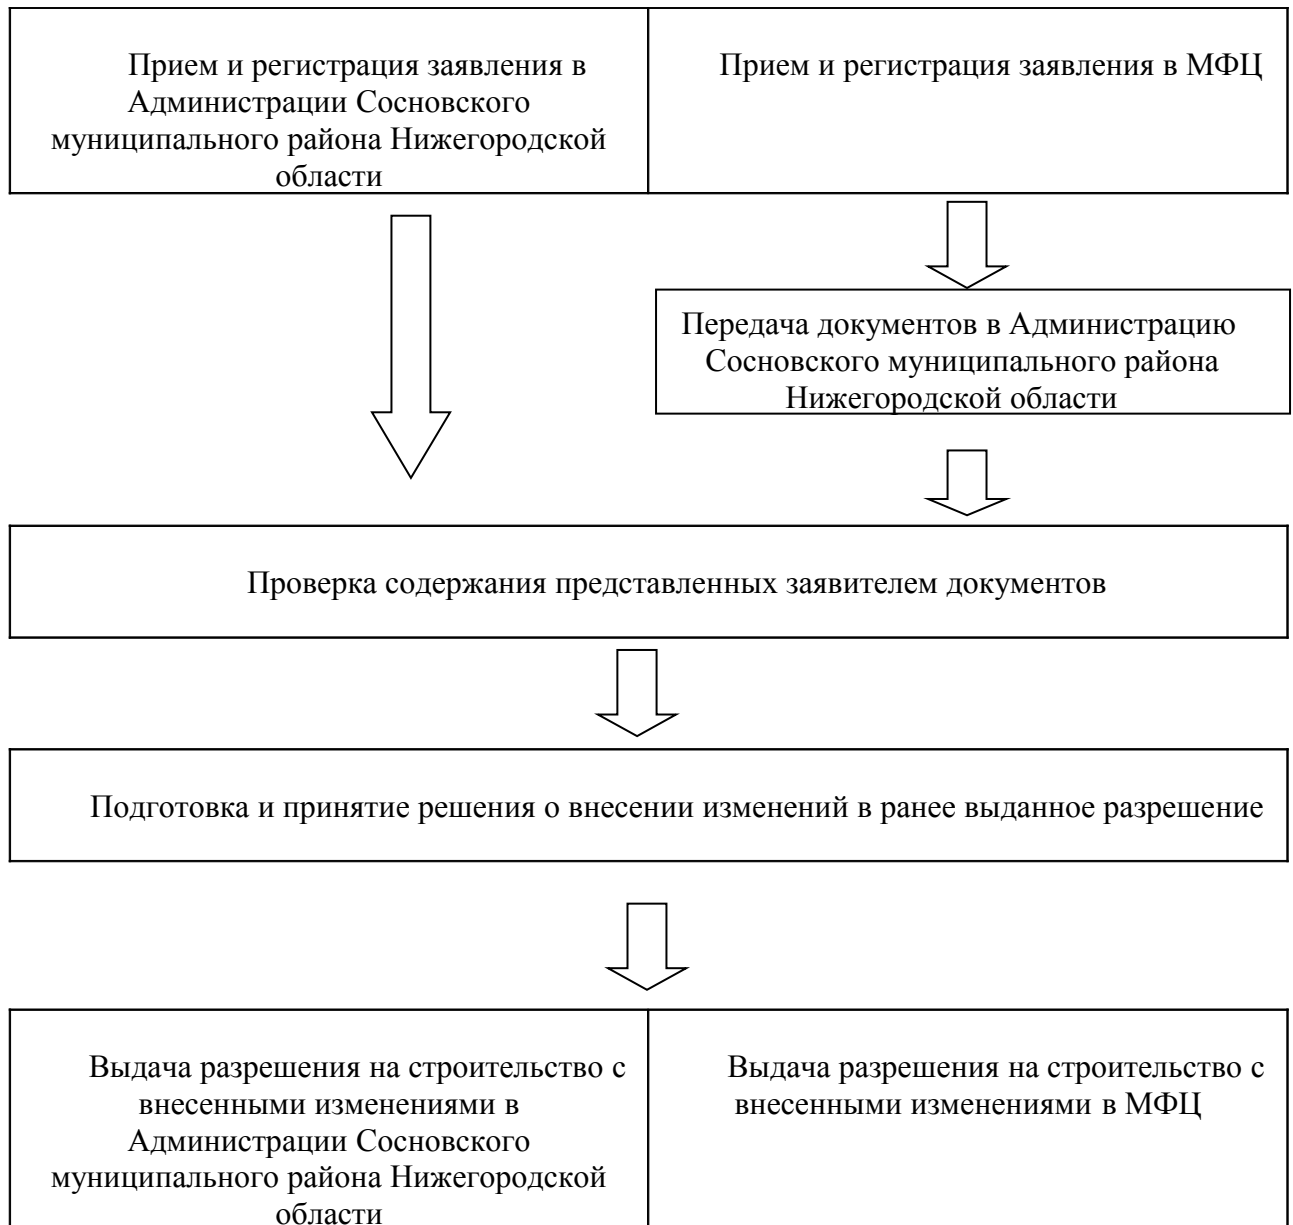 Прием и регистрация заявления в
Администрации Сосновского
муниципального района Нижегородской
области
Прием и регистрация заявления в МФЦ
Передача документов в Администрацию
Сосновского муниципального района
Нижегородской области
Проверка содержания представленных заявителем документов
Подготовка и принятие решения о внесении изменений в ранее выданное разрешение
Выдача разрешения на строительство с
внесенными изменениями в
Администрации Сосновского
муниципального района Нижегородской
области
Выдача разрешения на строительство с
внесенными изменениями в МФЦ